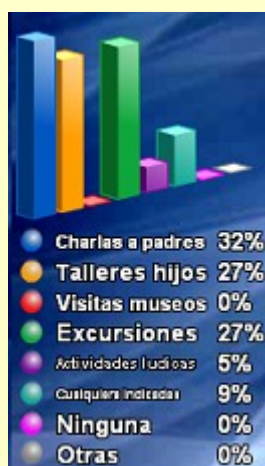 Charlas a padres 32%
Talleres hijos 27%
Visitas museos 0%
Excursiones 27%
Actividades ludicas 5%
Cualquiera indicadas 9%
Ninguna 0%
Otras 0%